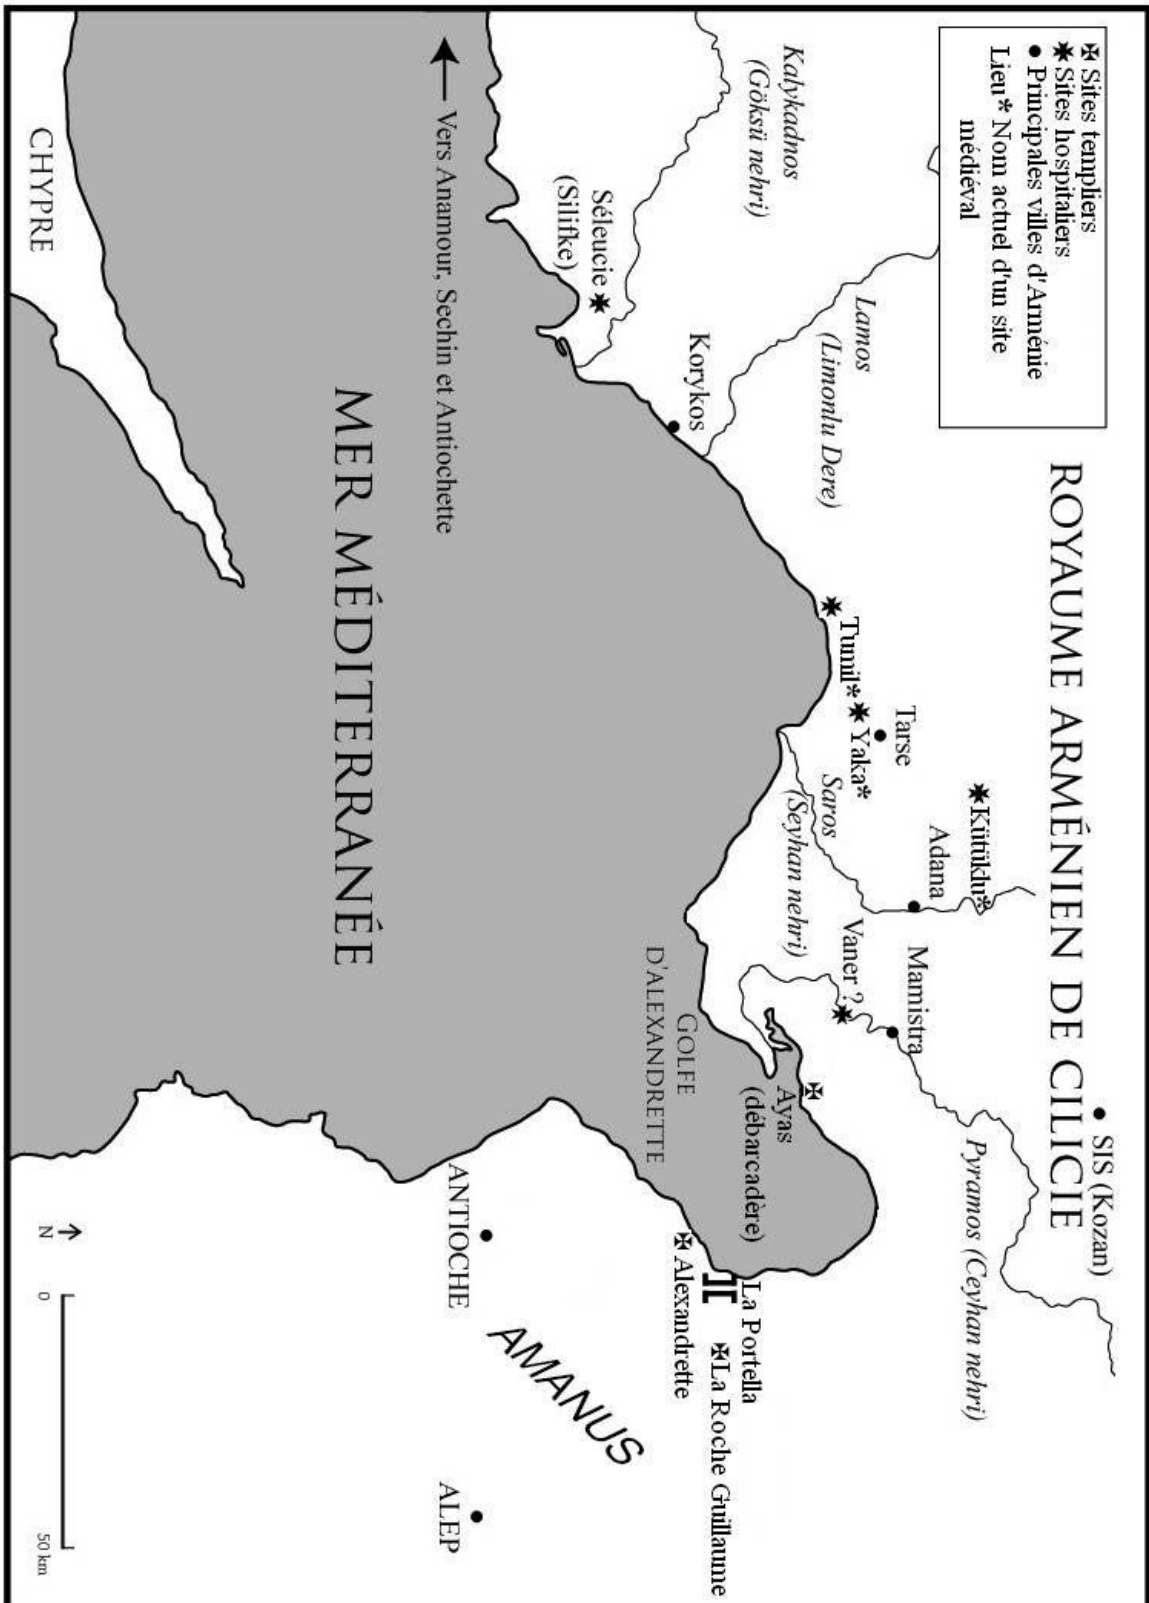 ✠ Sites templiers
✸ Sites hospitaliers
• Principales villes d'Arménie
Lieu* Nom actuel d'un site
médiéval
ROYAUME ARMÉNIEN DE CILICIE
SIS (Kozan)
Kalykadnos
(Göksü nehri)
Lamos
(Limonlu Dere)
Séleucie
(Silifke)
Korykos
Tumil*
Yaka*
Tarse
Kütüklu*
Adana
Saros
(Seyhan nehri)
Vaner ?
Mamistra
Pyramos (Ceyhan nehri)
Ayas
(débarcadère)
GOLFE
D'ALEXANDRETTE
La Portella
La Roche Guillaume
Alexandrette
AMANUS
ANTIOCHE
ALEP
Vers Anamour, Sechin et Antiochette
MER MÉDITERRANÉE
CHYPRE
N
0
50 km